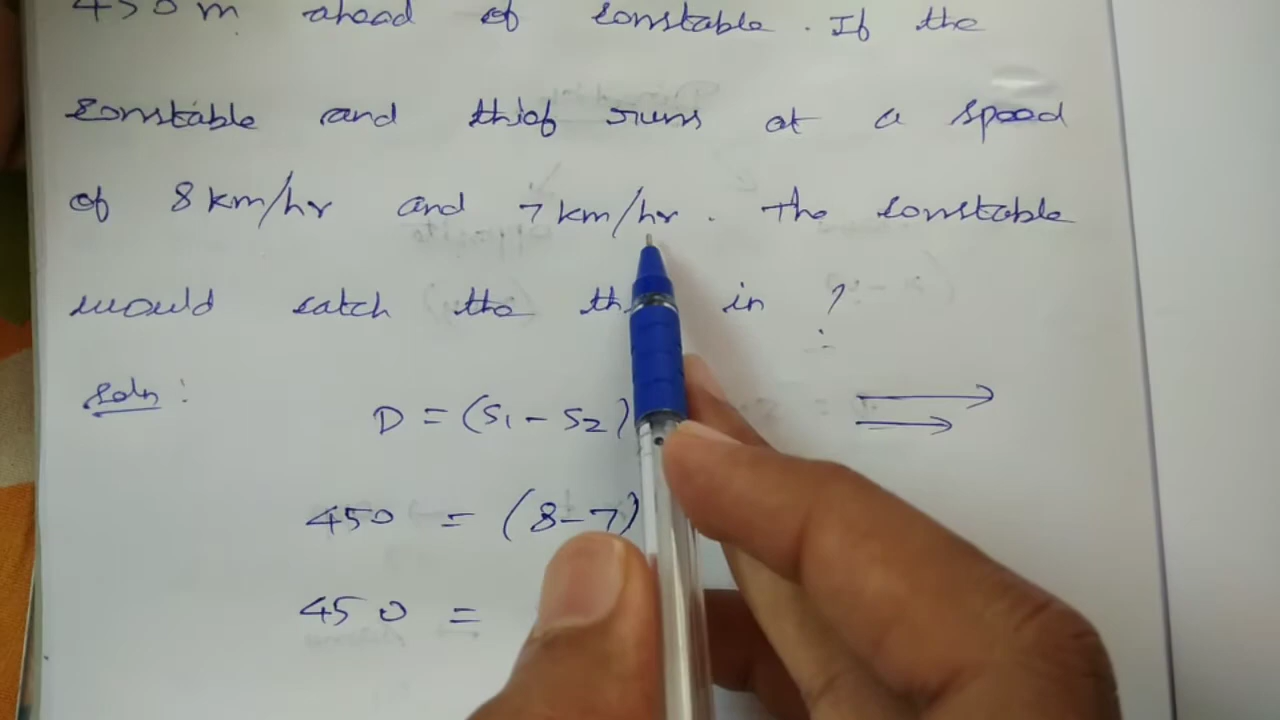 450 m ahead of constable. If the
constable and thief runs at a speed
of 8 km/hr and 7 km/hr. The constable
would catch the in ?
Soln :
D = (S1 - S2)
450 = (8-7)
450 =